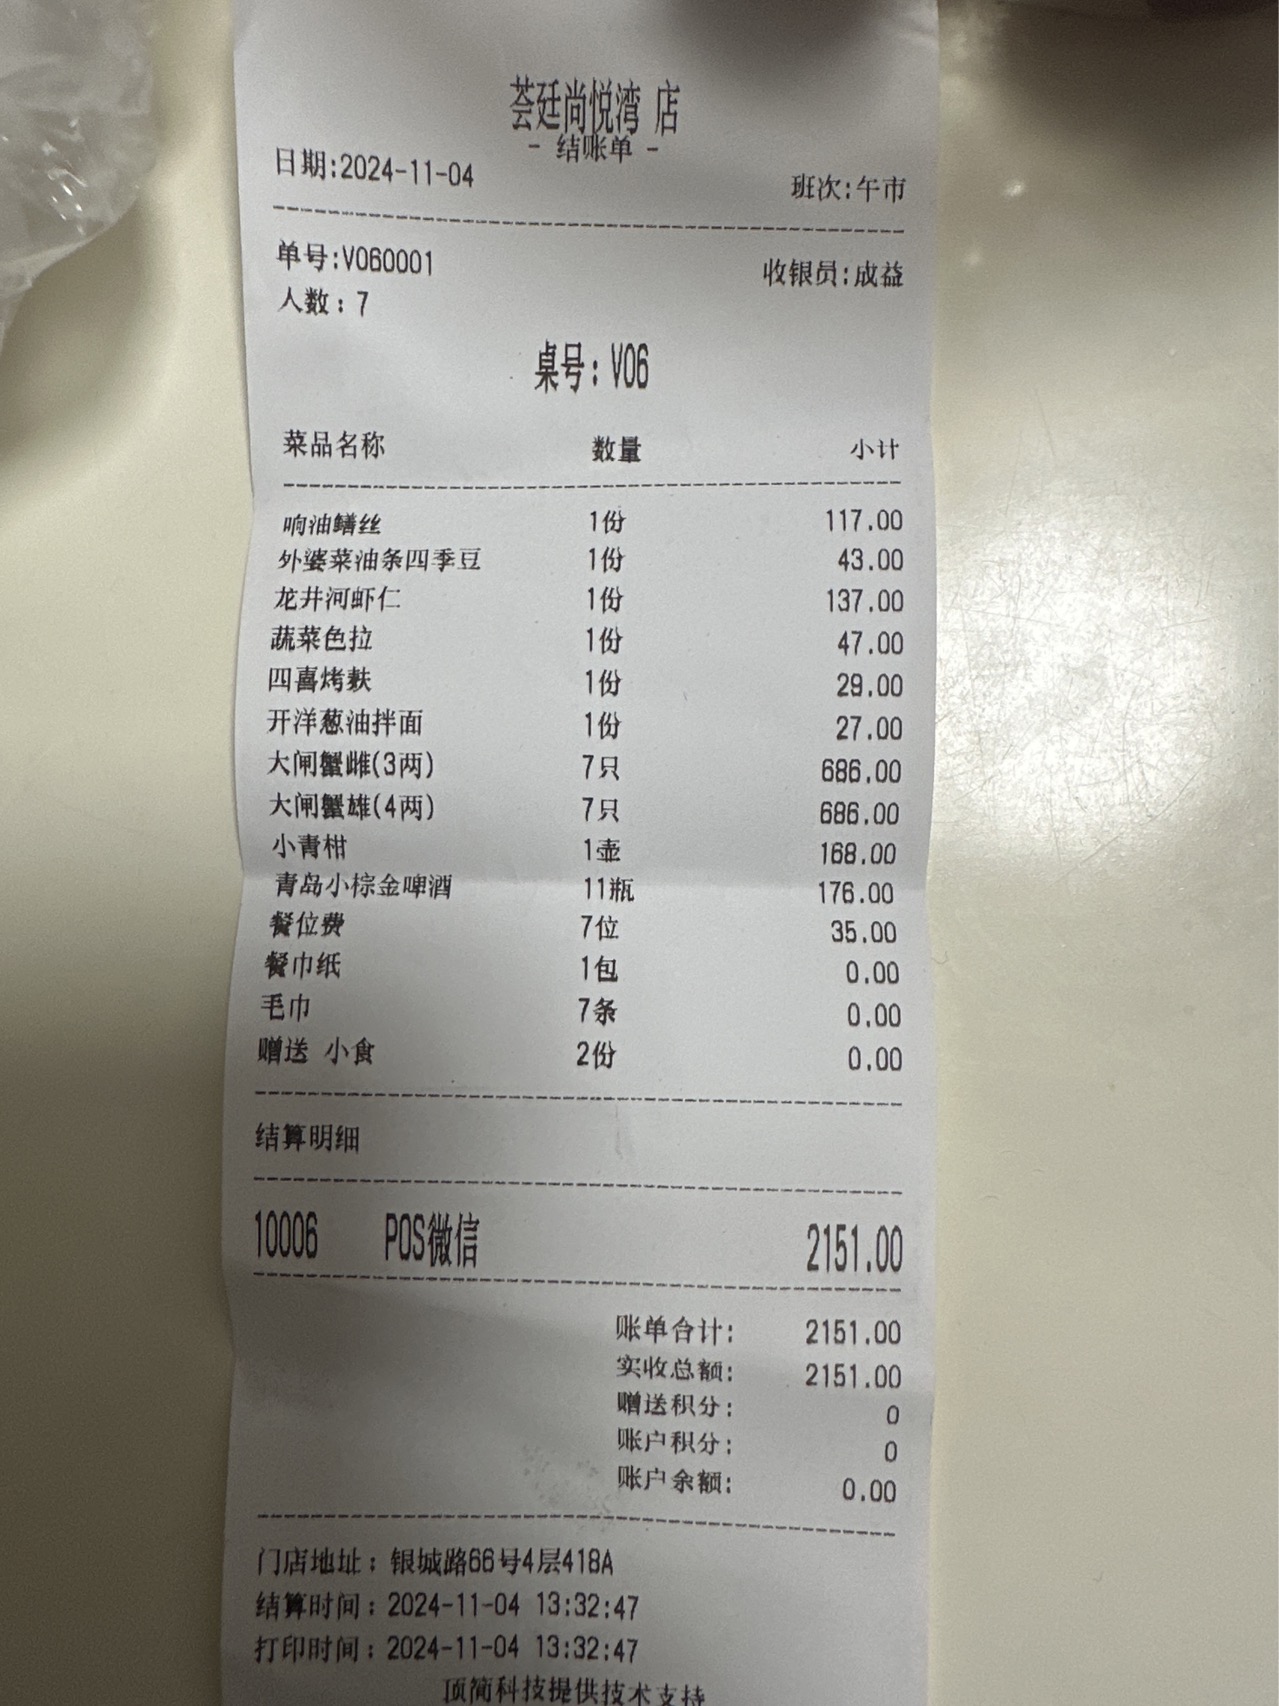 荟廷尚悦湾 店
- 结账单 -
日期:2024-11-04 班次:午市
单号:V060001 收银员:成益
人数:7
桌号:V06
菜品名称 数量 小计
响油鳝丝 1份 117.00
外婆菜油条四季豆 1份 43.00
龙井河虾仁 1份 137.00
蔬菜色拉 1份 47.00
四喜烤麸 1份 29.00
开洋葱油拌面 1份 27.00
大闸蟹雌(3两) 7只 686.00
大闸蟹雄(4两) 7只 686.00
小青柑 1壶 168.00
青岛小棕金啤酒 11瓶 176.00
餐位费 7位 35.00
餐巾纸 1包 0.00
毛巾 7条 0.00
赠送 小食 2份 0.00
结算明细
10006 POS微信 2151.00
账单合计: 2151.00
实收总额: 2151.00
赠送积分: 0
账户积分: 0
账户余额: 0.00
门店地址:银城路66号4层418A
结算时间:2024-11-04 13:32:47
打印时间:2024-11-04 13:32:47
顶简科技提供技术支持